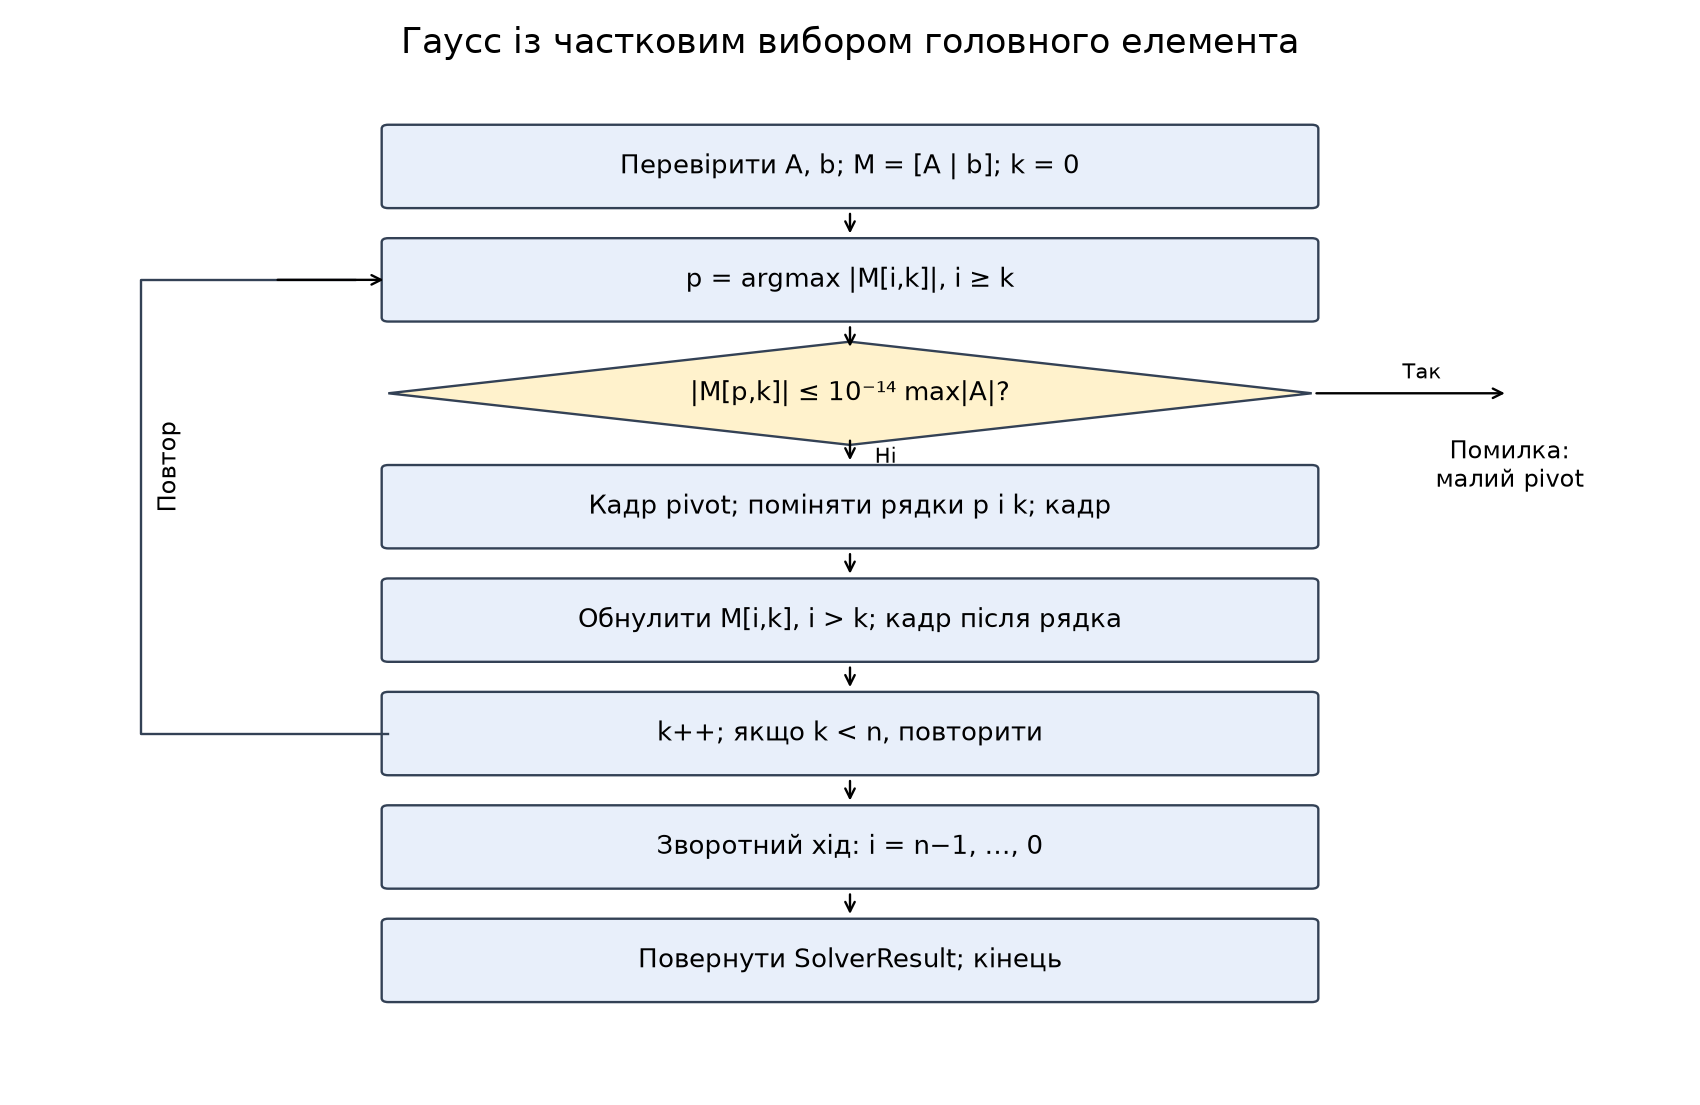 Гаусс із частковим вибором головного елемента
Перевірити A, b; M = [A | b]; k = 0
p = argmax |M[i,k]|, i ≥ k
|M[p,k]| ≤ 10⁻¹⁴ max|A|?
Так
Помилка:
малий pivot
Ні
Повтор
Кадр pivot; поміняти рядки p і k; кадр
Обнулити M[i,k], i > k; кадр після рядка
k++; якщо k < n, повторити
Зворотний хід: i = n−1, …, 0
Повернути SolverResult; кінець